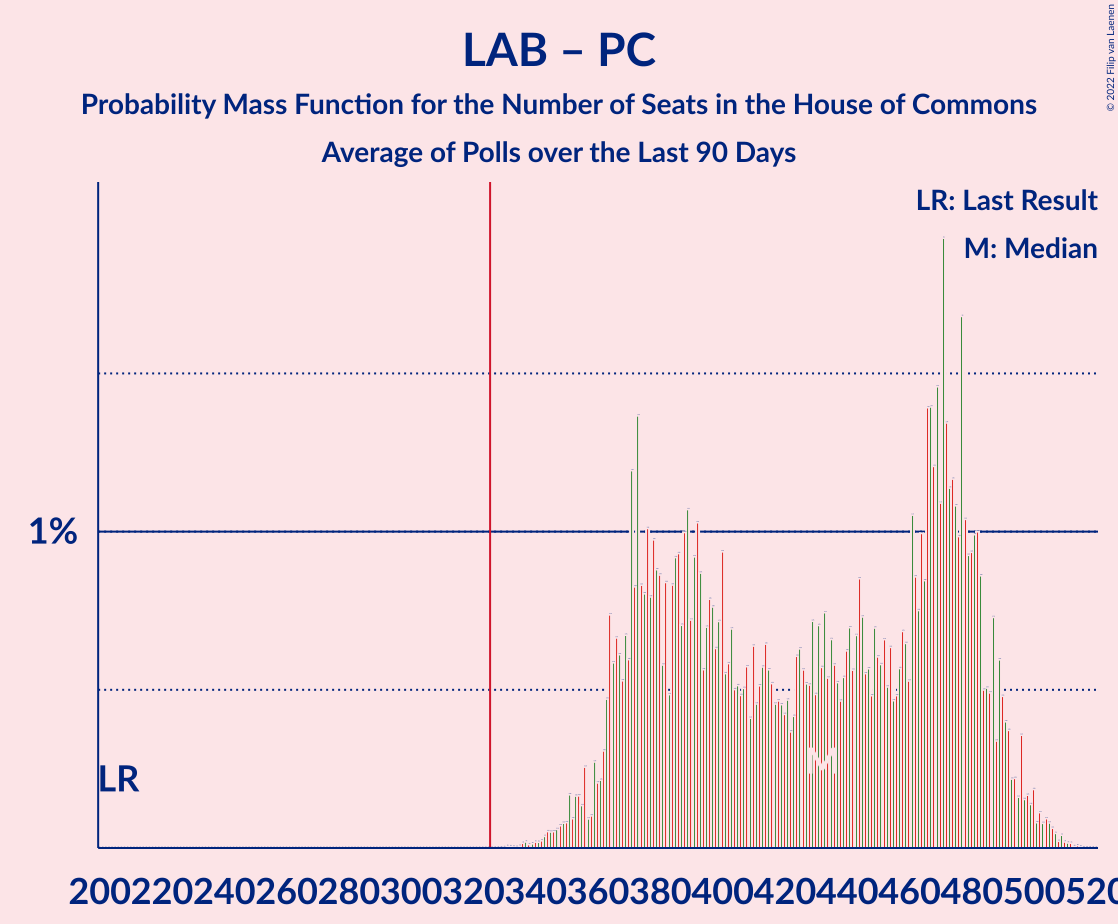 LAB – PC
Probability Mass Function for the Number of Seats in the House of Commons
Average of Polls over the Last 90 Days
© 2022 Filip van Laenen
LR: Last Result
M: Median
1%
M
LR
200220240260280300320340360380400420440460480500520